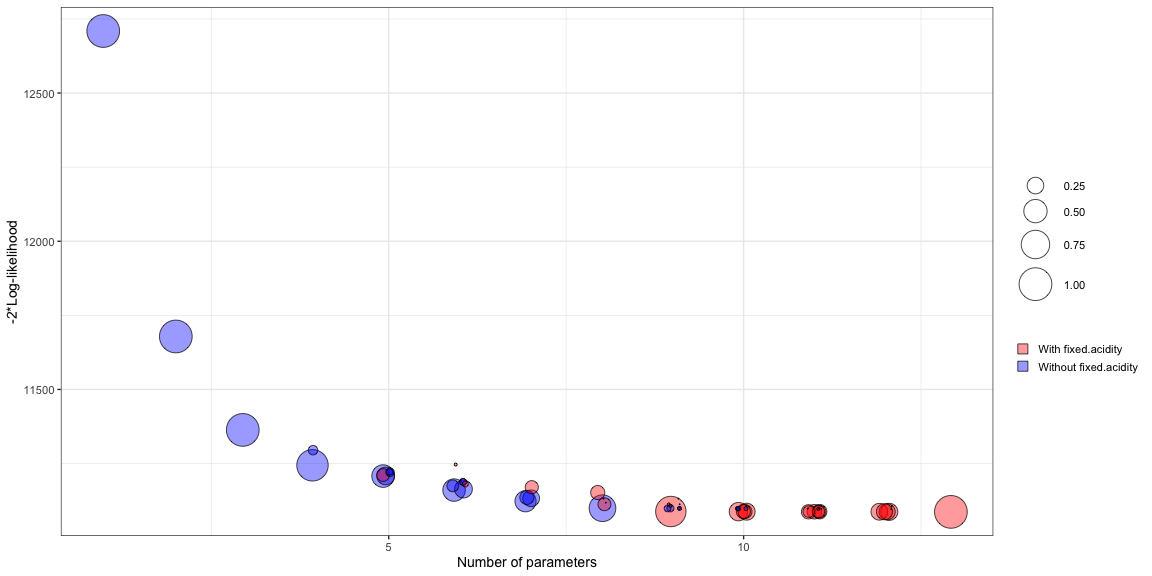 12500
12000
11500
-2*Log-likelihood
5
10
Number of parameters
0.25
0.50
0.75
1.00
With fixed.acidity
Without fixed.acidity